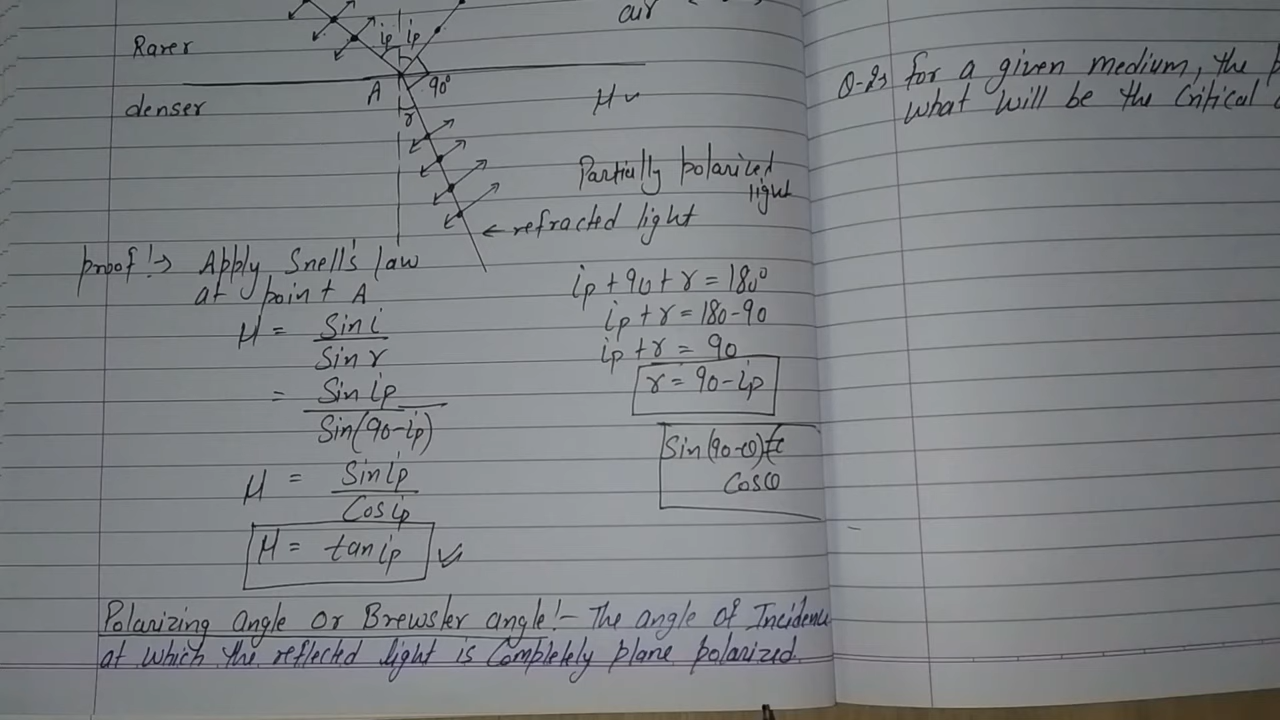 air
ip ip
Rarer
A 90°
denser
r
μ
Partially polarized
light
← refracted light
Proof :→ Apply Snell's law
at point A
μ = Sin i
Sin r
= Sin ip
Sin(90-ip)
μ = Sin ip
Cos ip
μ = tan ip
ip + 90 + r = 180°
ip + r = 180-90
ip + r = 90
r = 90-ip
Sin(90-θ)
Cosθ
Polarizing angle or Brewster angle :- The angle of Incidence
at which the reflected light is Completely plane polarized.
for a given medium, the
what will be the Critical